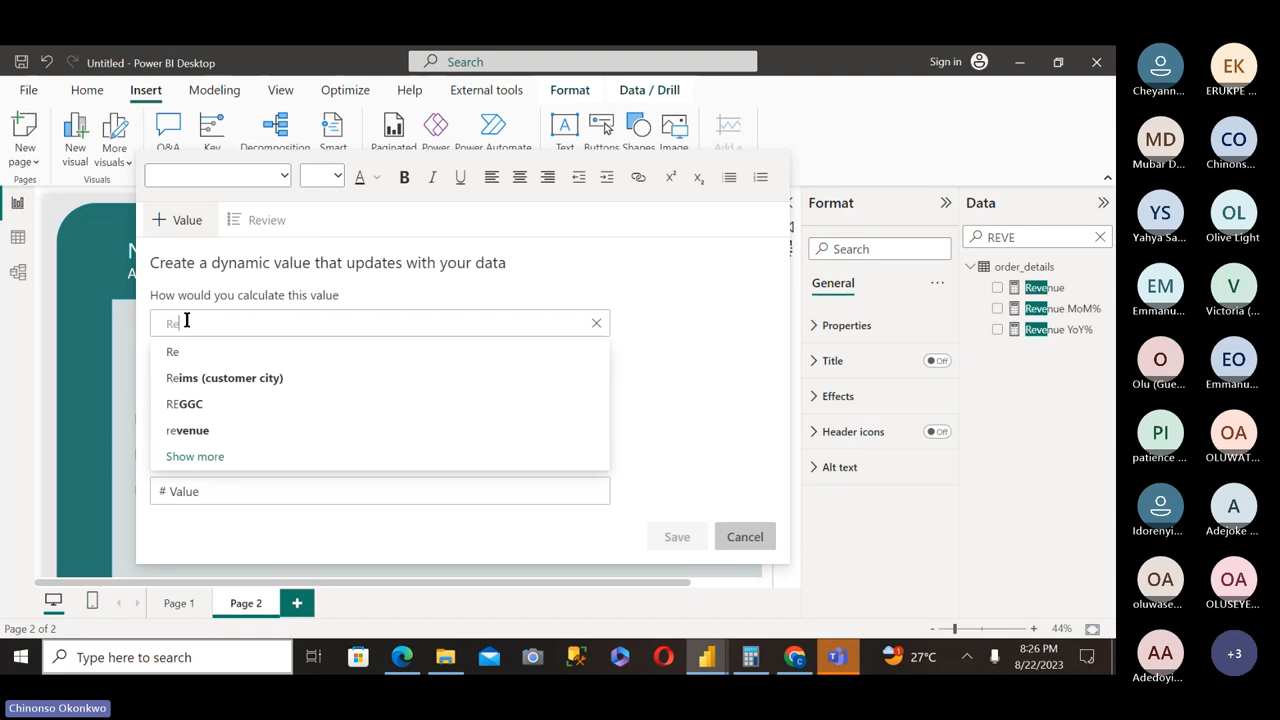 Untitled - Power BI Desktop
Search
Sign in
File
Home
Insert
Modeling
View
Optimize
Help
External tools
Format
Data / Drill
New
page
Pages
New
visual
More
visuals
Visuals
Q&A
Key
Decomposition
Smart
Paginated
Power
Power Automate
Text
Buttons
Shapes
Image
Add a
Value
Review
Create a dynamic value that updates with your data
How would you calculate this value
Re
Re
Reims (customer city)
REGGC
revenue
Show more
# Value
Save
Cancel
N
A
Format
Search
General
Properties
Title
Off
Effects
Header icons
Off
Alt text
Data
REVE
order_details
Revenue
Revenue MoM%
Revenue YoY%
Page 1
Page 2
Page 2 of 2
44%
Type here to search
27°C
8:26 PM
8/22/2023
Chinonso Okonkwo
Cheyann...
EK
ERUKPE ...
MD
Mubar D...
CO
Chinons...
YS
Yahya Sa...
OL
Olive Light
EM
Emmanu...
V
Victoria (...
O
Olu (Gue...
EO
Emmanu...
PI
patience ...
OA
OLUWAT...
Idorenyi...
A
Adejoke ...
OA
oluwase...
OA
OLUSEYE...
AA
Adedoyi...
+3